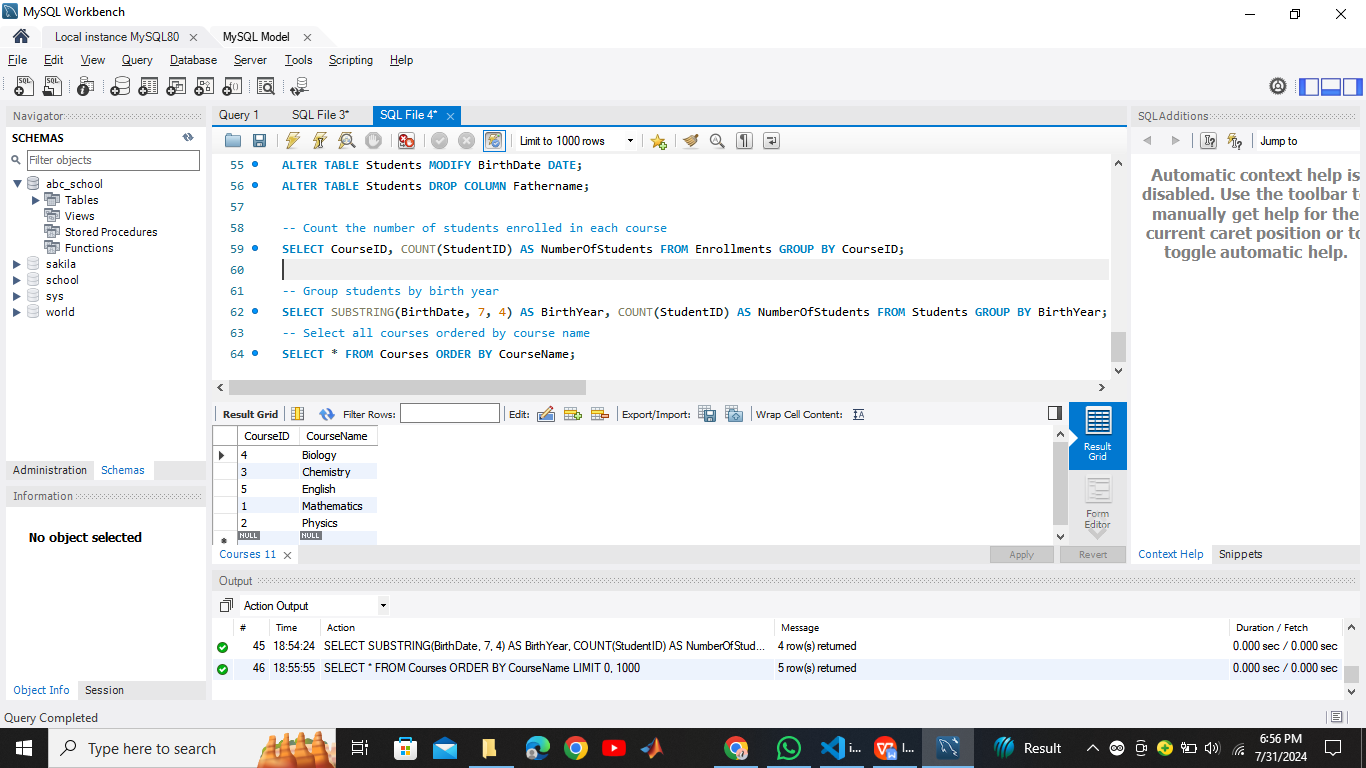 MySQL Workbench
Local instance MySQL80
MySQL Model
File Edit View Query Database Server Tools Scripting Help
Navigator
SCHEMAS
Filter objects
abc_school
Tables
Views
Stored Procedures
Functions
sakila
school
sys
world
Administration Schemas
Information
No object selected
Object Info Session
Query 1 SQL File 3* SQL File 4*
Limit to 1000 rows
55 ALTER TABLE Students MODIFY BirthDate DATE;
56 ALTER TABLE Students DROP COLUMN Fathername;
57
58 -- Count the number of students enrolled in each course
59 SELECT CourseID, COUNT(StudentID) AS NumberOfStudents FROM Enrollments GROUP BY CourseID;
60
61 -- Group students by birth year
62 SELECT SUBSTRING(BirthDate, 7, 4) AS BirthYear, COUNT(StudentID) AS NumberOfStudents FROM Students GROUP BY BirthYear;
63 -- Select all courses ordered by course name
64 SELECT * FROM Courses ORDER BY CourseName;
Result Grid Filter Rows: Edit: Export/Import: Wrap Cell Content:
CourseID CourseName
4 Biology
3 Chemistry
5 English
1 Mathematics
2 Physics
NULL NULL
Result
Grid
Form
Editor
Courses 11
Apply Revert
SQLAdditions
Jump to
Automatic context help is
disabled. Use the toolbar t
manually get help for the
current caret position or to
toggle automatic help.
Context Help Snippets
Output
Action Output
# Time Action Message Duration / Fetch
45 18:54:24 SELECT SUBSTRING(BirthDate, 7, 4) AS BirthYear, COUNT(StudentID) AS NumberOfStud... 4 row(s) returned 0.000 sec / 0.000 sec
46 18:55:55 SELECT * FROM Courses ORDER BY CourseName LIMIT 0, 1000 5 row(s) returned 0.000 sec / 0.000 sec
Query Completed
Type here to search
i...
I...
Result
6:56 PM
7/31/2024